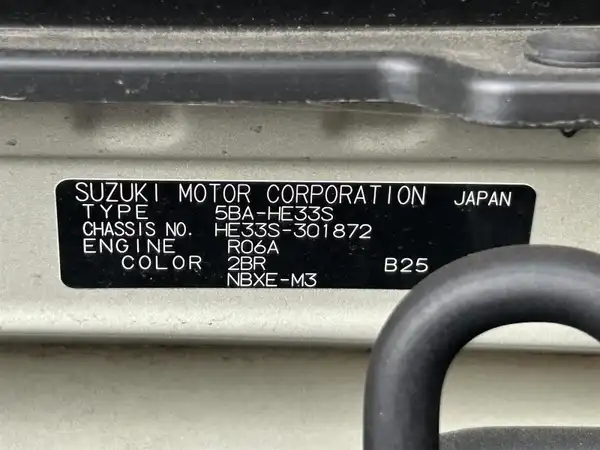 SUZUKI MOTOR CORPORATION JAPAN
TYPE 5BA-HE33S
CHASSIS NO. HE33S-301872
ENGINE R06A
COLOR 2BR B25
NBXE-M3